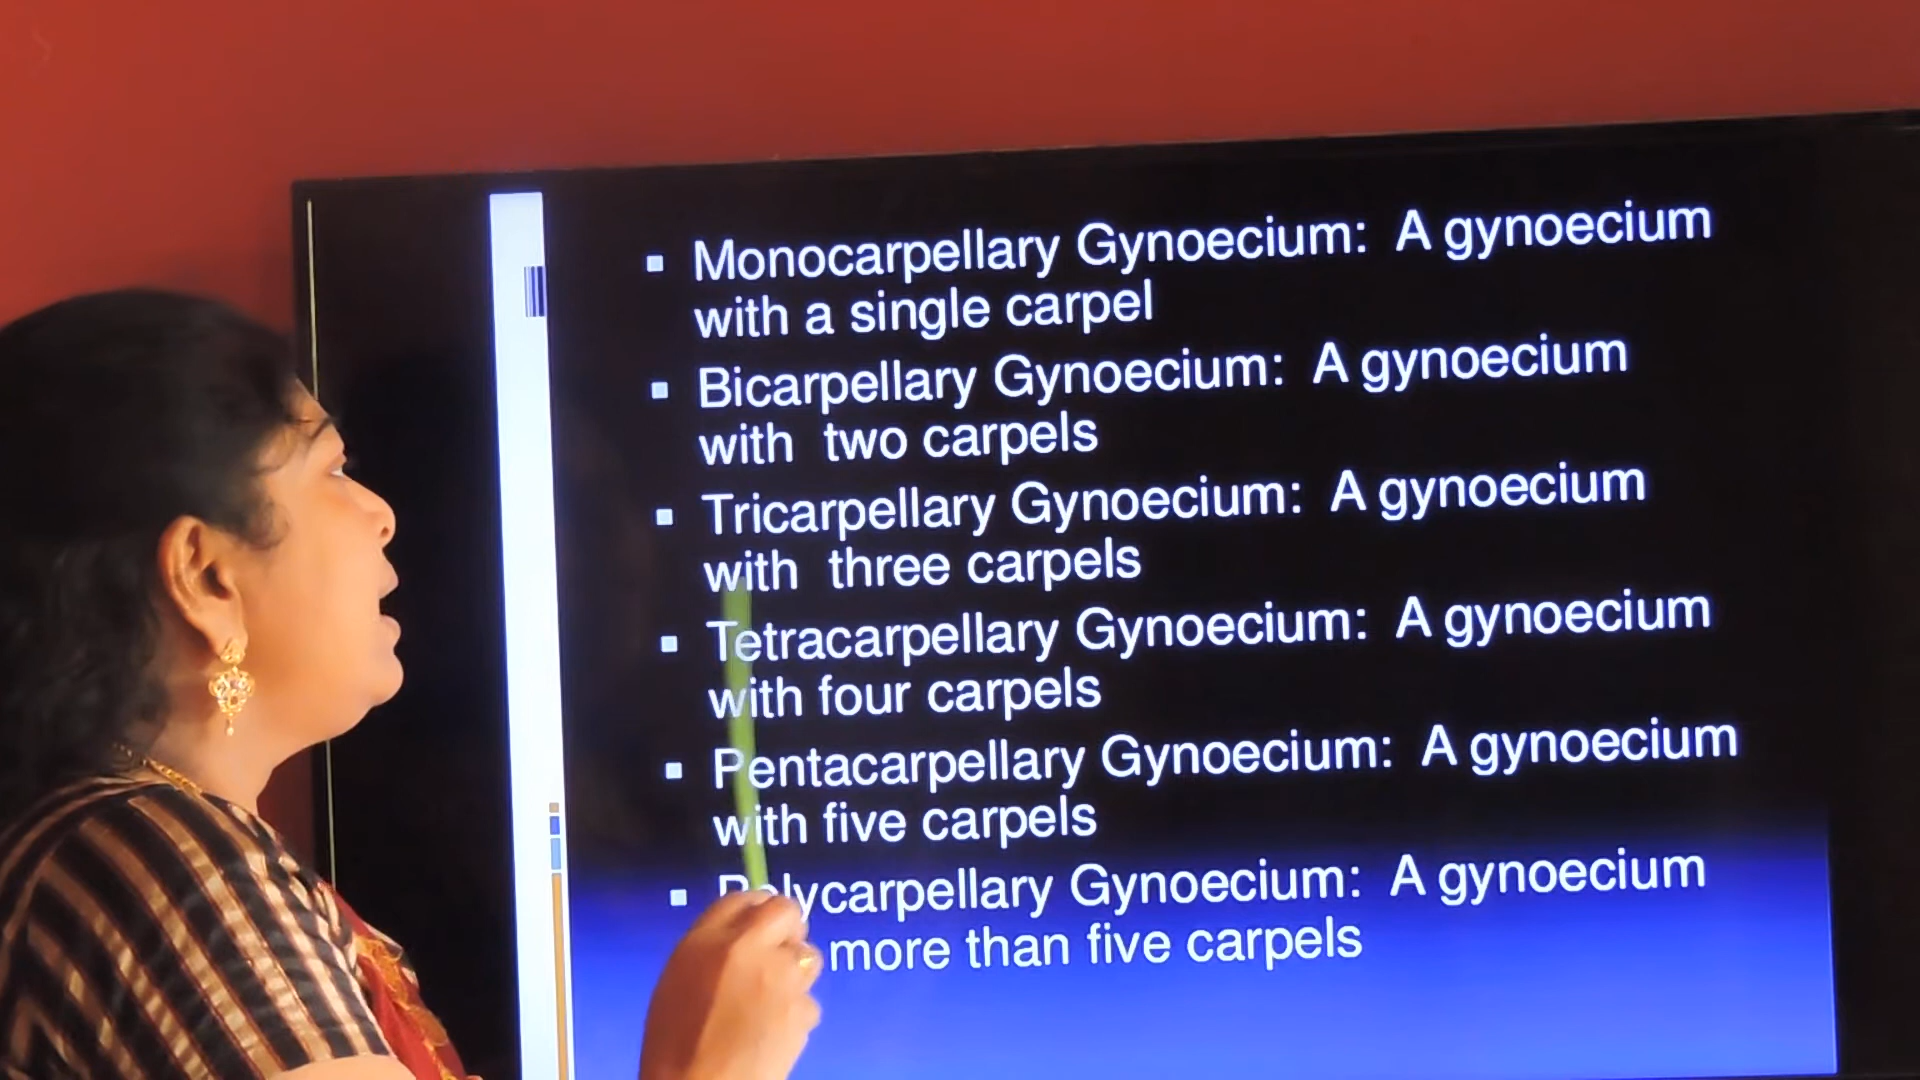 Monocarpellary Gynoecium: A gynoecium
with a single carpel
Bicarpellary Gynoecium: A gynoecium
with two carpels
Tricarpellary Gynoecium: A gynoecium
with three carpels
Tetracarpellary Gynoecium: A gynoecium
with four carpels
Pentacarpellary Gynoecium: A gynoecium
with five carpels
Polycarpellary Gynoecium: A gynoecium
more than five carpels